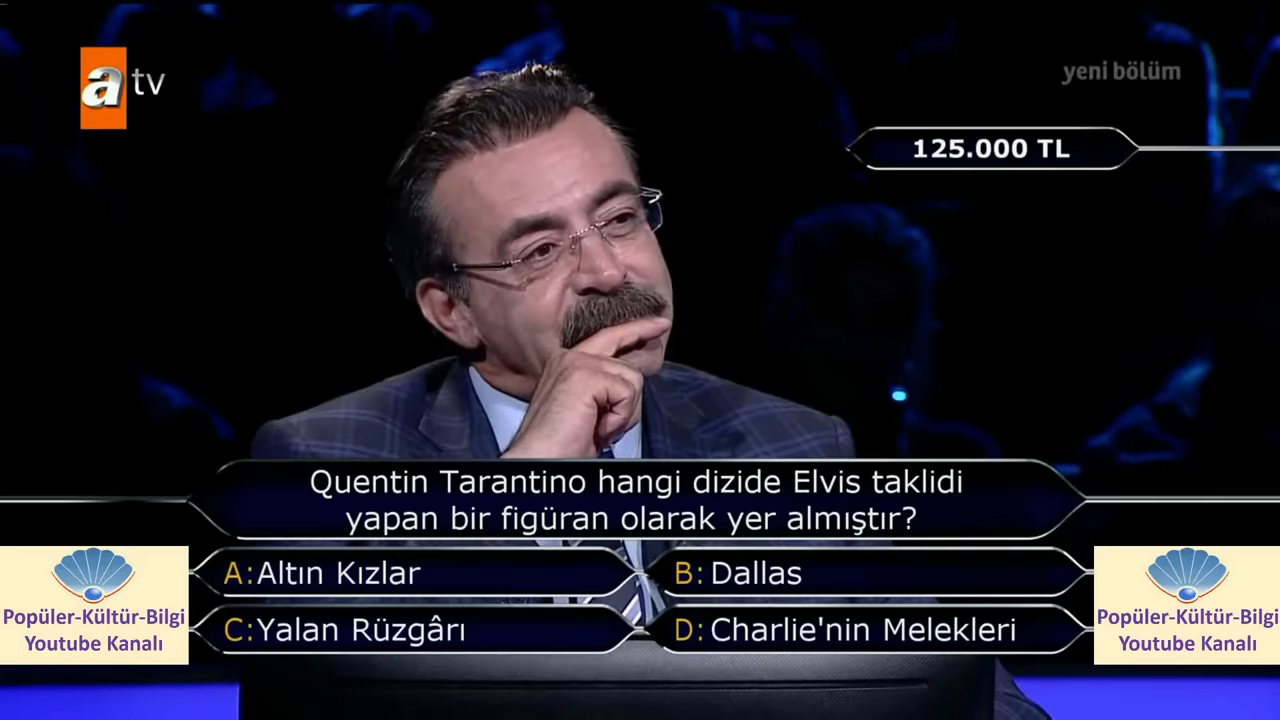 a tv
yeni bölüm
125.000 TL
Quentin Tarantino hangi dizide Elvis taklidi
yapan bir figüran olarak yer almıştır?
A: Altın Kızlar
B: Dallas
C: Yalan Rüzgârı
D: Charlie'nin Melekleri
Popüler-Kültür-Bilgi
Youtube Kanalı
Popüler-Kültür-Bilgi
Youtube Kanalı